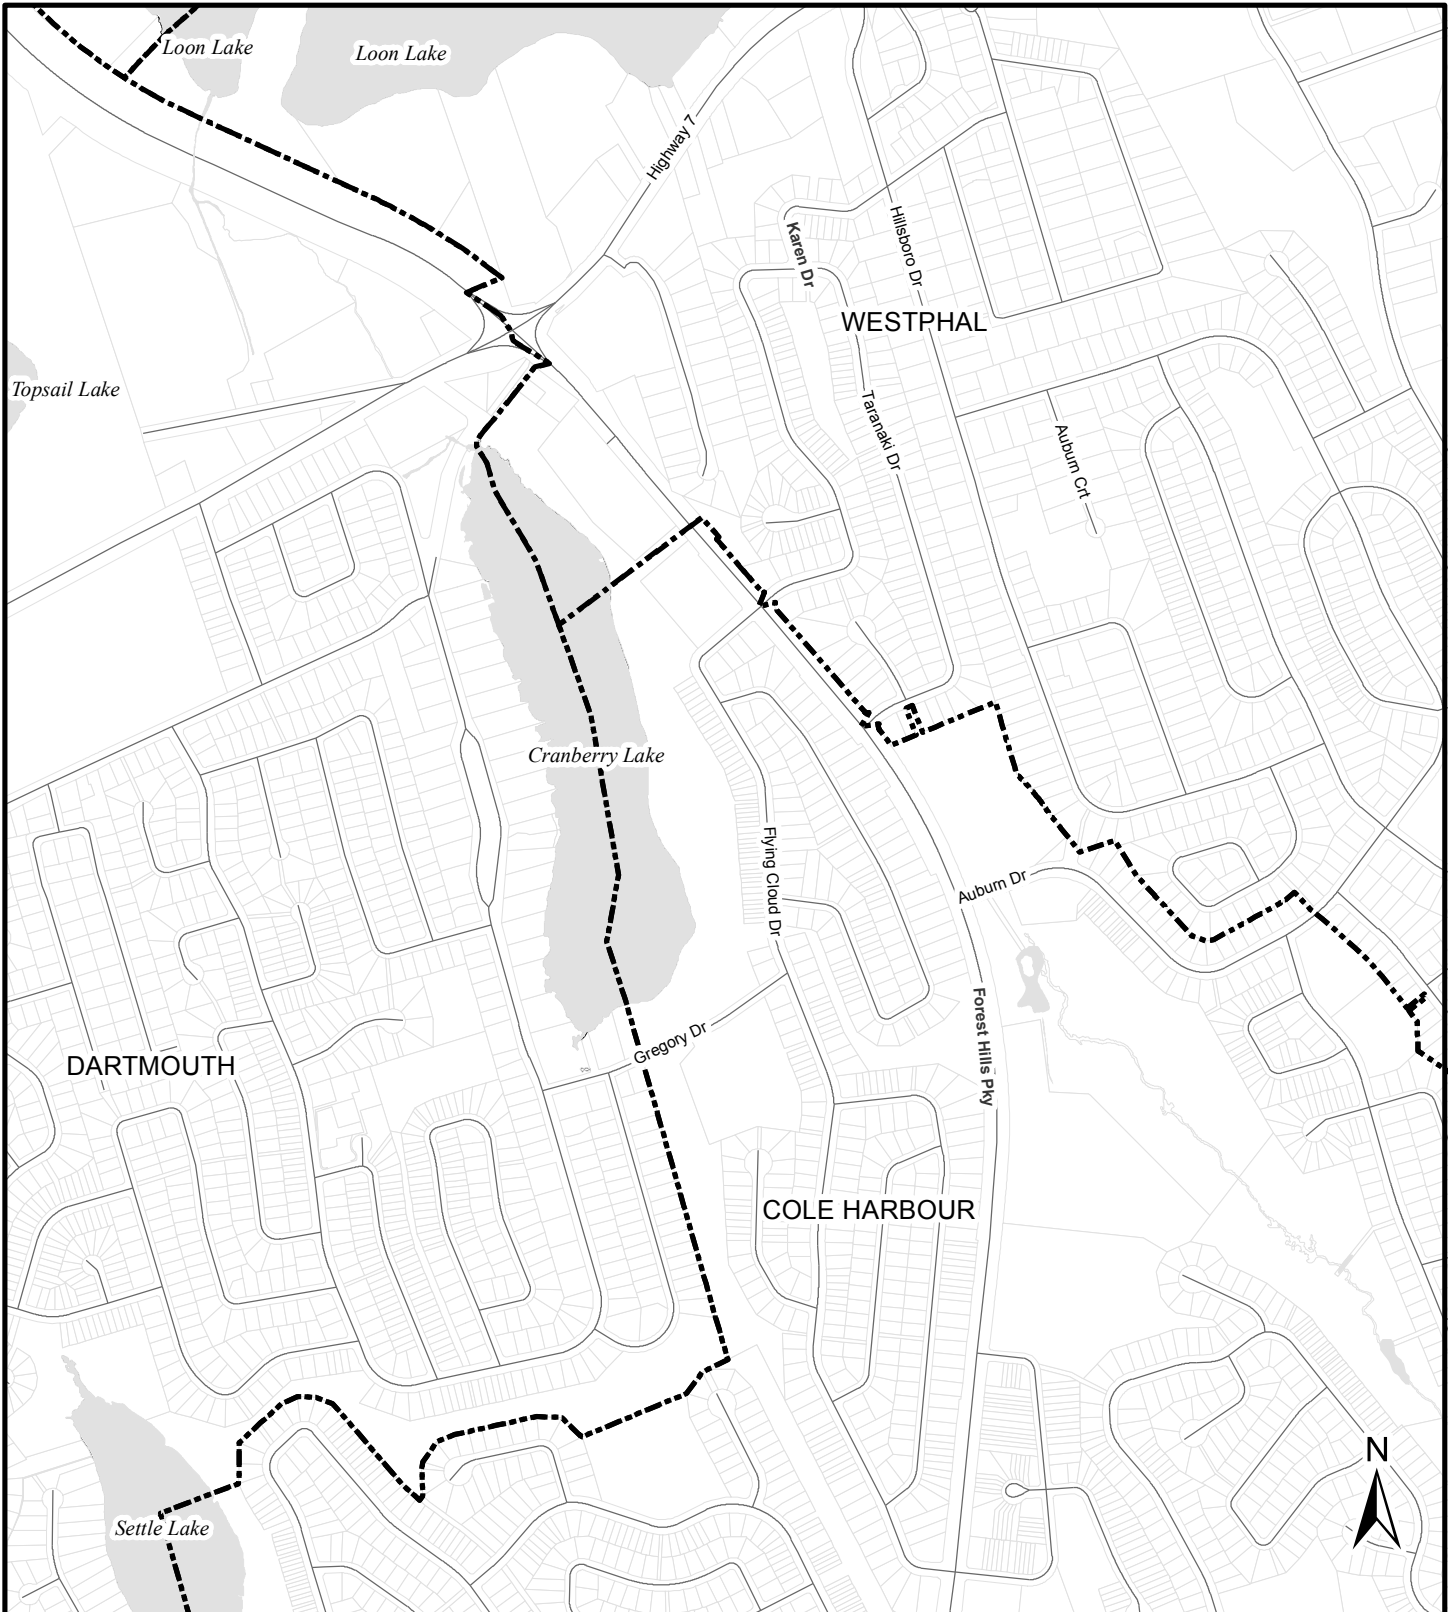 Loon Lake
Loon Lake
Highway 7
Karen Dr
Hillsboro Dr
WESTPHAL
Topsail Lake
Taranaki Dr
Auburn Crt
Cranberry Lake
Flying Cloud Dr
Auburn Dr
Forest Hills Pky
Gregory Dr
DARTMOUTH
COLE HARBOUR
N
Settle Lake